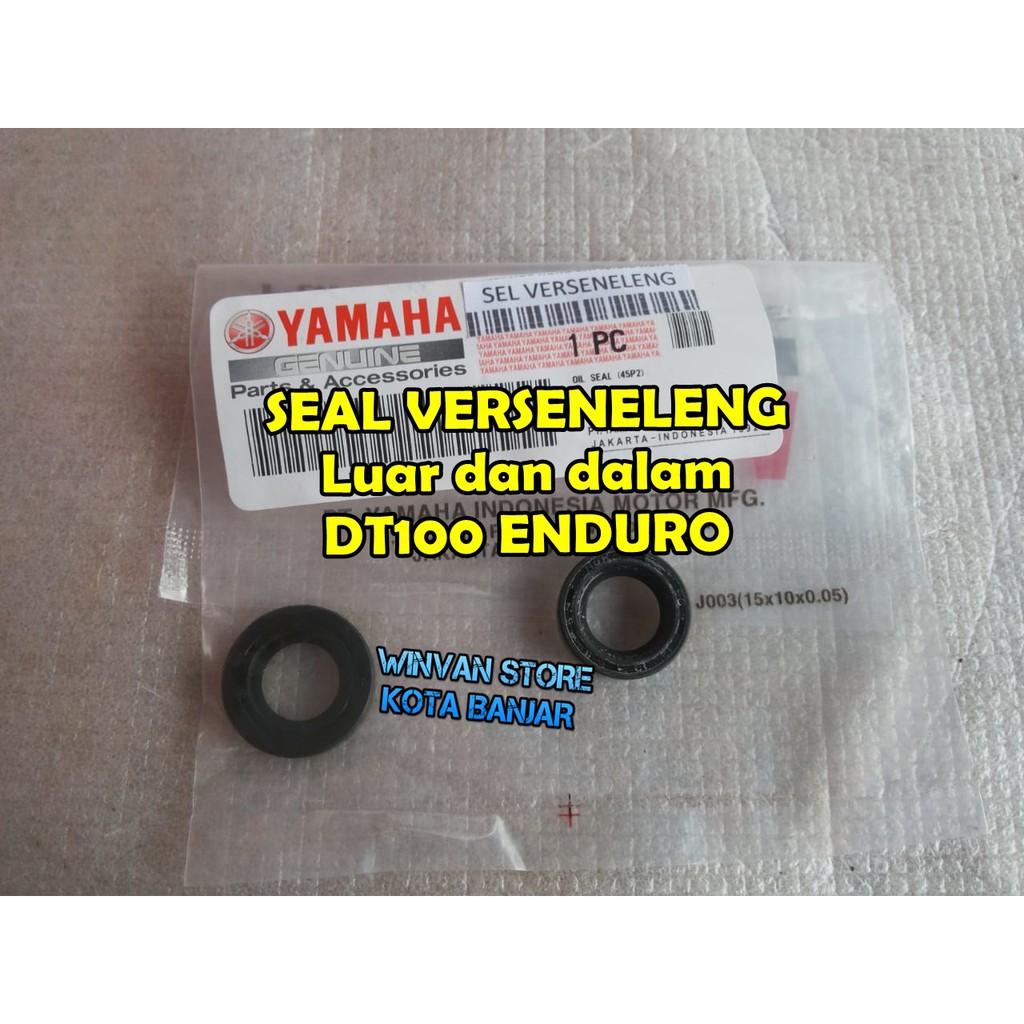 SEL VERSENELENG
YAMAHA
GENUINE
Parts & Accessories
1 PC
OIL SEAL (45P2)
SEAL VERSENELENG
JAKARTA-INDONESIA
Luar dan dalam
PT. YAMAHA INDONESIA MOTOR MFG.
DT100 ENDURO
J003(15x10x0.05)
WINVAN STORE
KOTA BANJAR